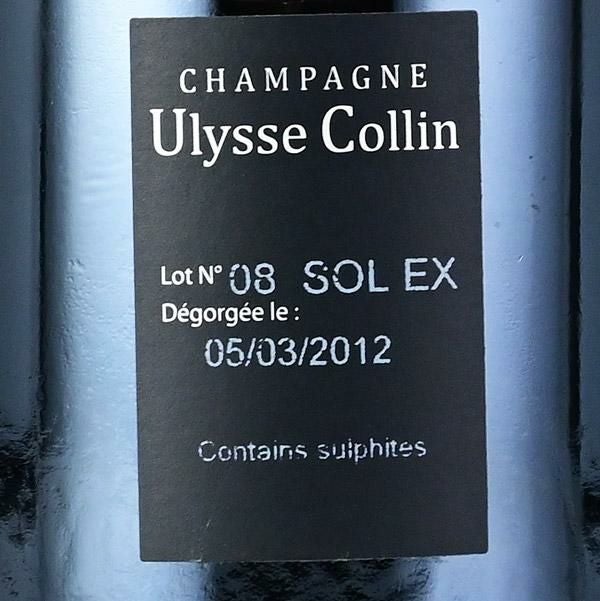 CHAMPAGNE
Ulysse Collin
Lot N° 08 SOL EX
Dégorgée le :
05/03/2012
Contains sulphites